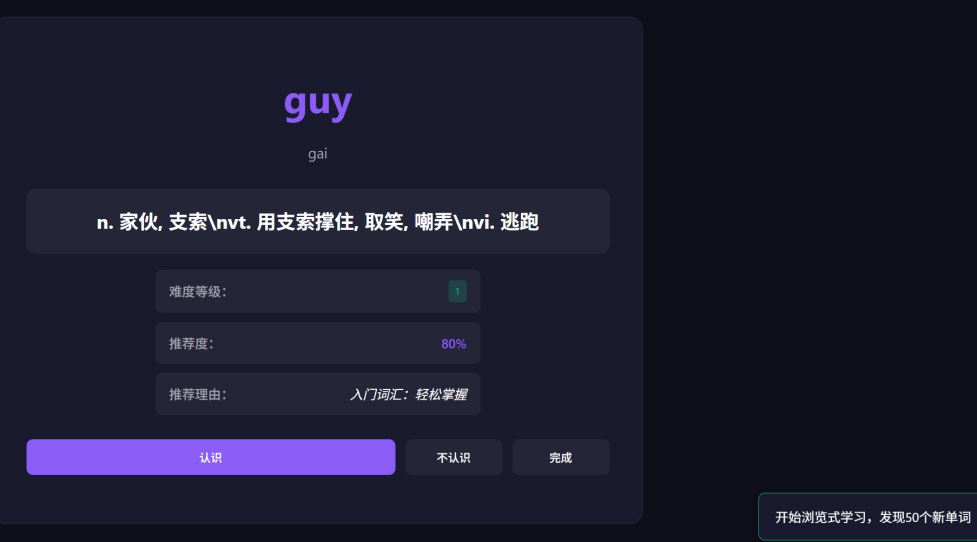 guy
gai
n. 家伙, 支索\nvt. 用支索撑住, 取笑, 嘲弄\nvi. 逃跑
难度等级： 1
推荐度： 80%
推荐理由： 入门词汇：轻松掌握
认识 不认识 完成
开始浏览式学习，发现50个新单词